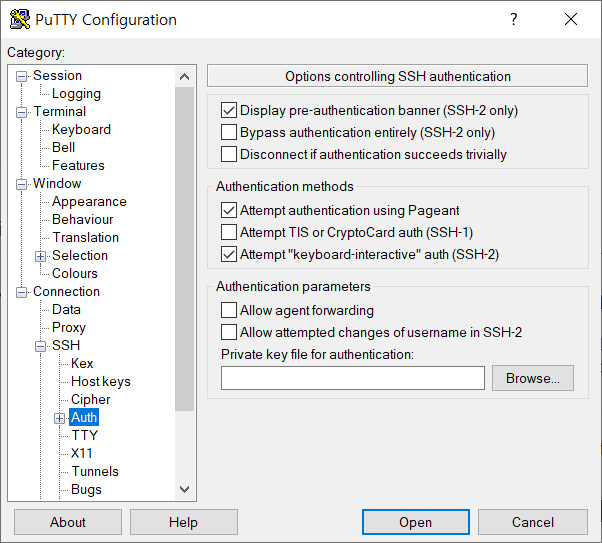 PuTTY Configuration
?
Category:
Session
Logging
Terminal
Keyboard
Bell
Features
Window
Appearance
Behaviour
Translation
Selection
Colours
Connection
Data
Proxy
SSH
Kex
Host keys
Cipher
Auth
TTY
X11
Tunnels
Bugs
Options controlling SSH authentication
Display pre-authentication banner (SSH-2 only)
Bypass authentication entirely (SSH-2 only)
Disconnect if authentication succeeds trivially
Authentication methods
Attempt authentication using Pageant
Attempt TIS or CryptoCard auth (SSH-1)
Attempt "keyboard-interactive" auth (SSH-2)
Authentication parameters
Allow agent forwarding
Allow attempted changes of username in SSH-2
Private key file for authentication:
Browse...
About
Help
Open
Cancel